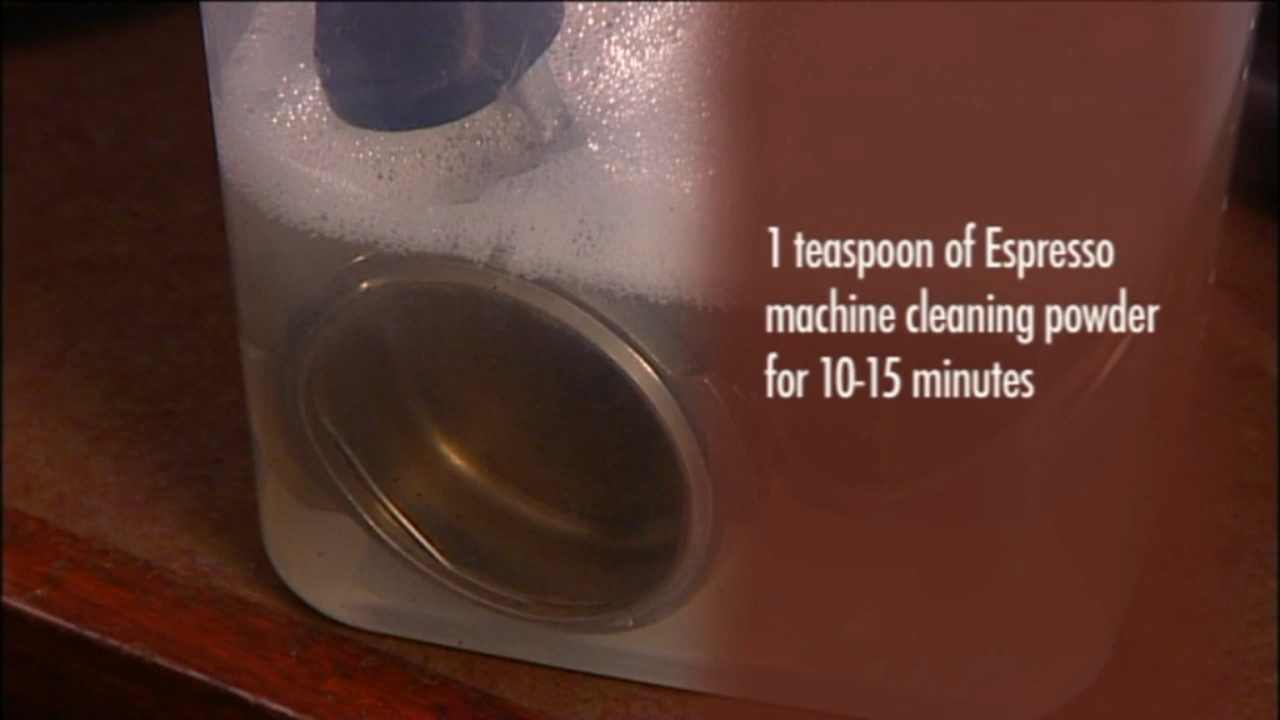 1 teaspoon of Espresso
machine cleaning powder
for 10-15 minutes